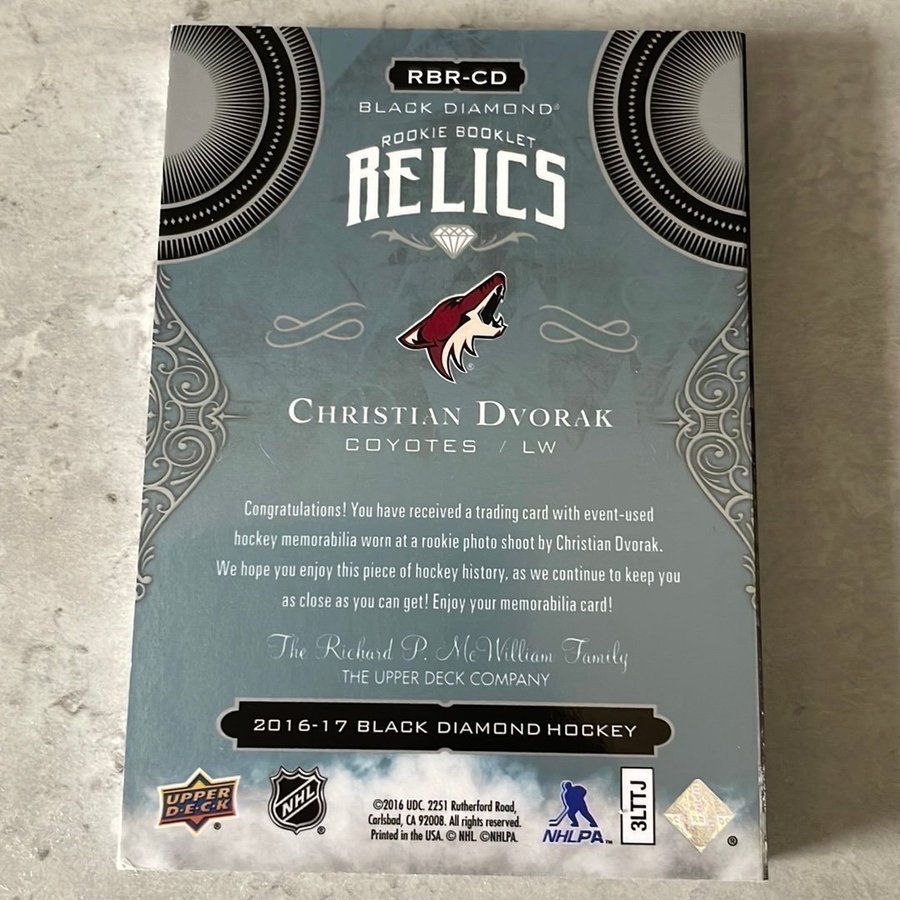 RBR-CD
BLACK DIAMOND®
ROOKIE BOOKLET
RELICS
CHRISTIAN DVORAK
COYOTES / LW
Congratulations! You have received a trading card with event-used
hockey memorabilia worn at a rookie photo shoot by Christian Dvorak.
We hope you enjoy this piece of hockey history, as we continue to keep you
as close as you can get! Enjoy your memorabilia card!
The Richard P. McWilliam Family
THE UPPER DECK COMPANY
2016-17 BLACK DIAMOND HOCKEY
UPPER
D·E·C·K
®
NHL
®
©2016 UDC. 2251 Rutherford Road,
Carlsbad, CA 92008. All rights reserved.
Printed in the USA. © NHL. ©NHLPA.
NHLPA™
3LTTJ
®